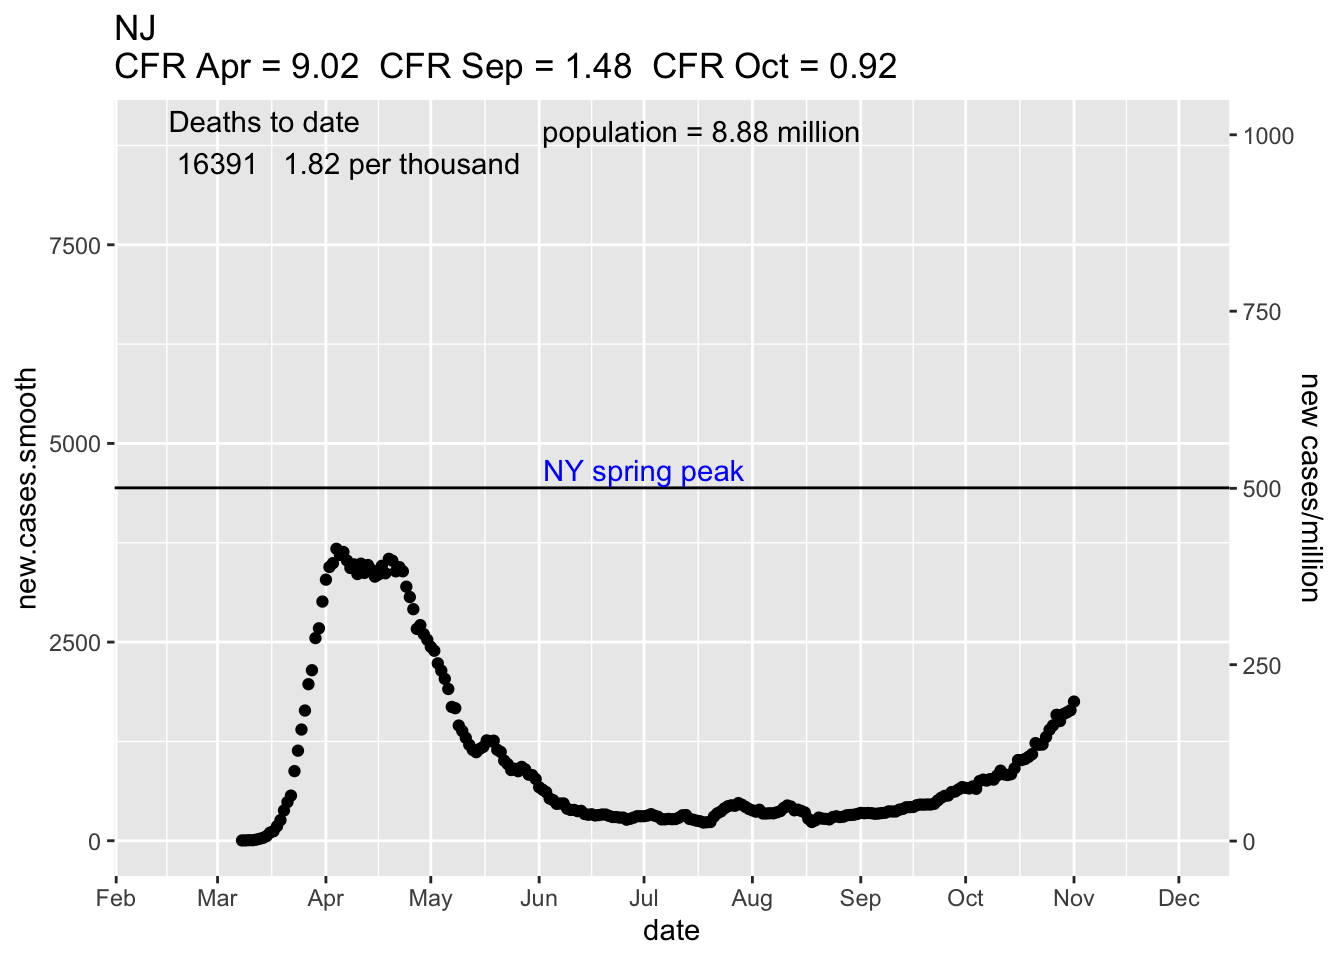 NJ
CFR Apr = 9.02  CFR Sep = 1.48  CFR Oct = 0.92
Deaths to date
16391   1.82 per thousand
population = 8.88 million
NY spring peak
new.cases.smooth
7500
5000
2500
0
1000
750
500
250
0
new cases/million
Feb Mar Apr May Jun Jul Aug Sep Oct Nov Dec
date